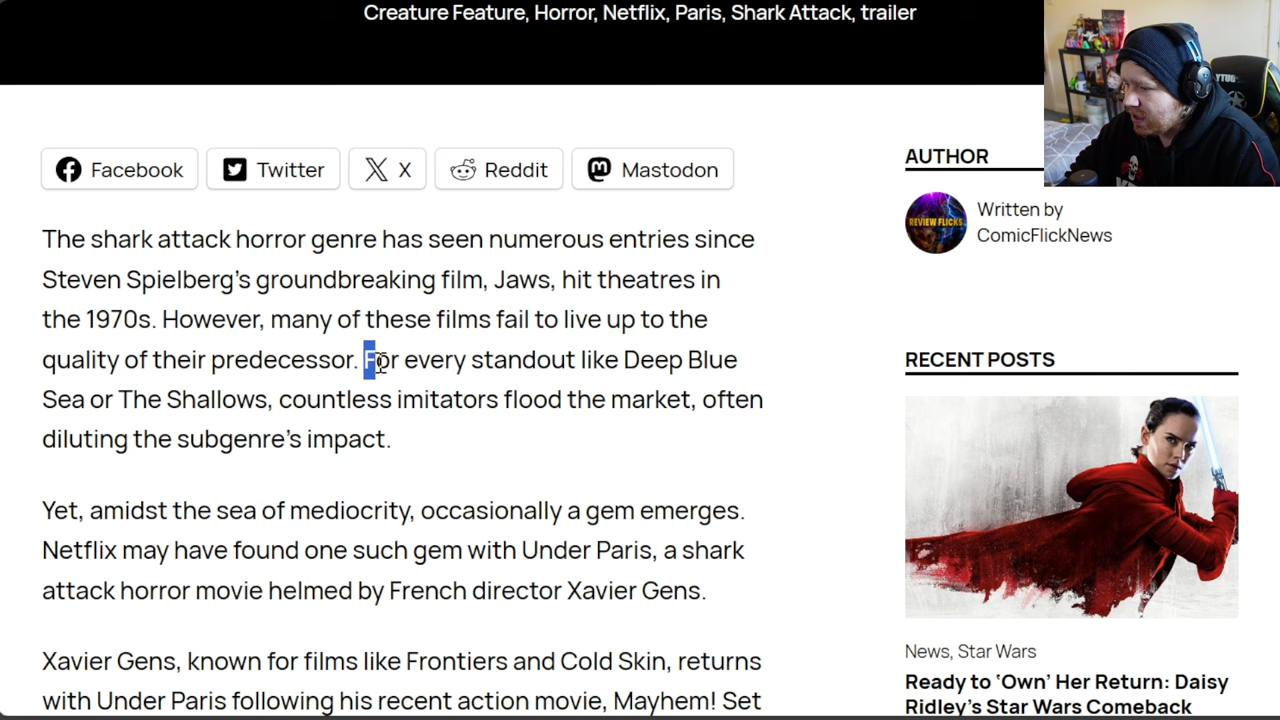 Creature Feature, Horror, Netflix, Paris, Shark Attack, trailer
Facebook
Twitter
X
Reddit
Mastodon
The shark attack horror genre has seen numerous entries since
Steven Spielberg's groundbreaking film, Jaws, hit theatres in
the 1970s. However, many of these films fail to live up to the
quality of their predecessor. For every standout like Deep Blue
Sea or The Shallows, countless imitators flood the market, often
diluting the subgenre's impact.
Yet, amidst the sea of mediocrity, occasionally a gem emerges.
Netflix may have found one such gem with Under Paris, a shark
attack horror movie helmed by French director Xavier Gens.
Xavier Gens, known for films like Frontiers and Cold Skin, returns
with Under Paris following his recent action movie, Mayhem! Set
AUTHOR
REVIEW FLICKS
Written by
ComicFlickNews
RECENT POSTS
News, Star Wars
Ready to 'Own' Her Return: Daisy
Ridley's Star Wars Comeback